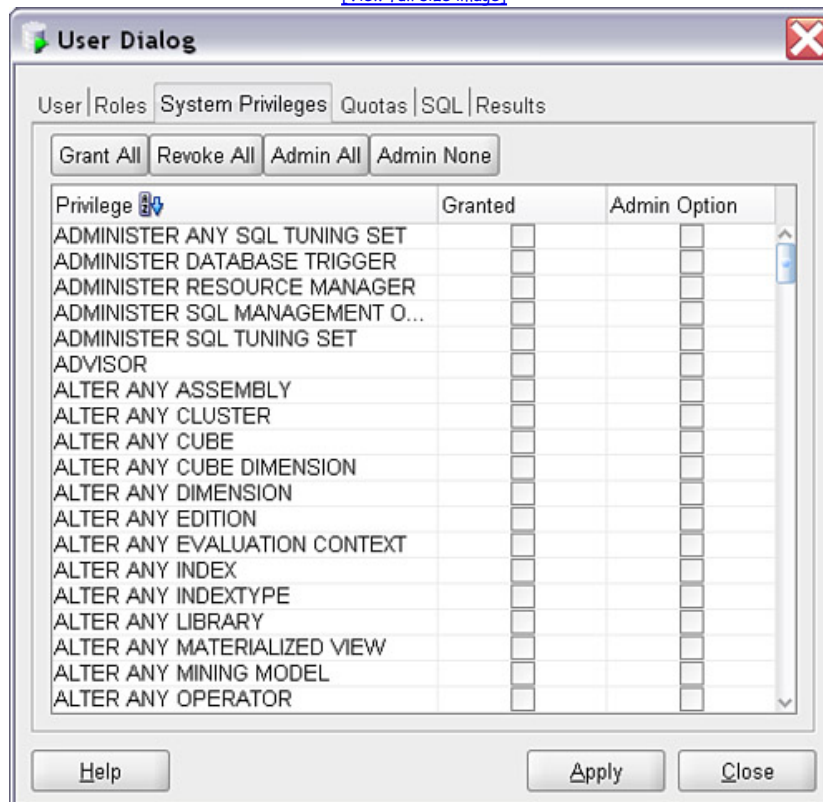 [View full size image]
User Dialog
User Roles System Privileges Quotas SQL Results
Grant All Revoke All Admin All Admin None
Privilege Granted Admin Option
ADMINISTER ANY SQL TUNING SET
ADMINISTER DATABASE TRIGGER
ADMINISTER RESOURCE MANAGER
ADMINISTER SQL MANAGEMENT O...
ADMINISTER SQL TUNING SET
ADVISOR
ALTER ANY ASSEMBLY
ALTER ANY CLUSTER
ALTER ANY CUBE
ALTER ANY CUBE DIMENSION
ALTER ANY DIMENSION
ALTER ANY EDITION
ALTER ANY EVALUATION CONTEXT
ALTER ANY INDEX
ALTER ANY INDEXTYPE
ALTER ANY LIBRARY
ALTER ANY MATERIALIZED VIEW
ALTER ANY MINING MODEL
ALTER ANY OPERATOR
Help Apply Close